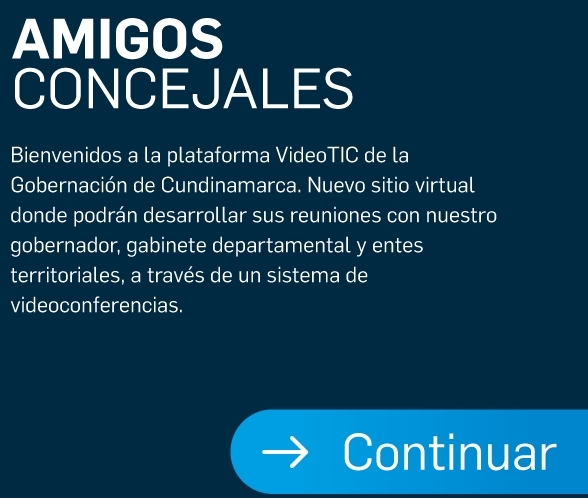 AMIGOS
CONCEJALES
Bienvenidos a la plataforma VideoTIC de la
Gobernación de Cundinamarca. Nuevo sitio virtual
donde podrán desarrollar sus reuniones con nuestro
gobernador, gabinete departamental y entes
territoriales, a través de un sistema de
videoconferencias.
Continuar